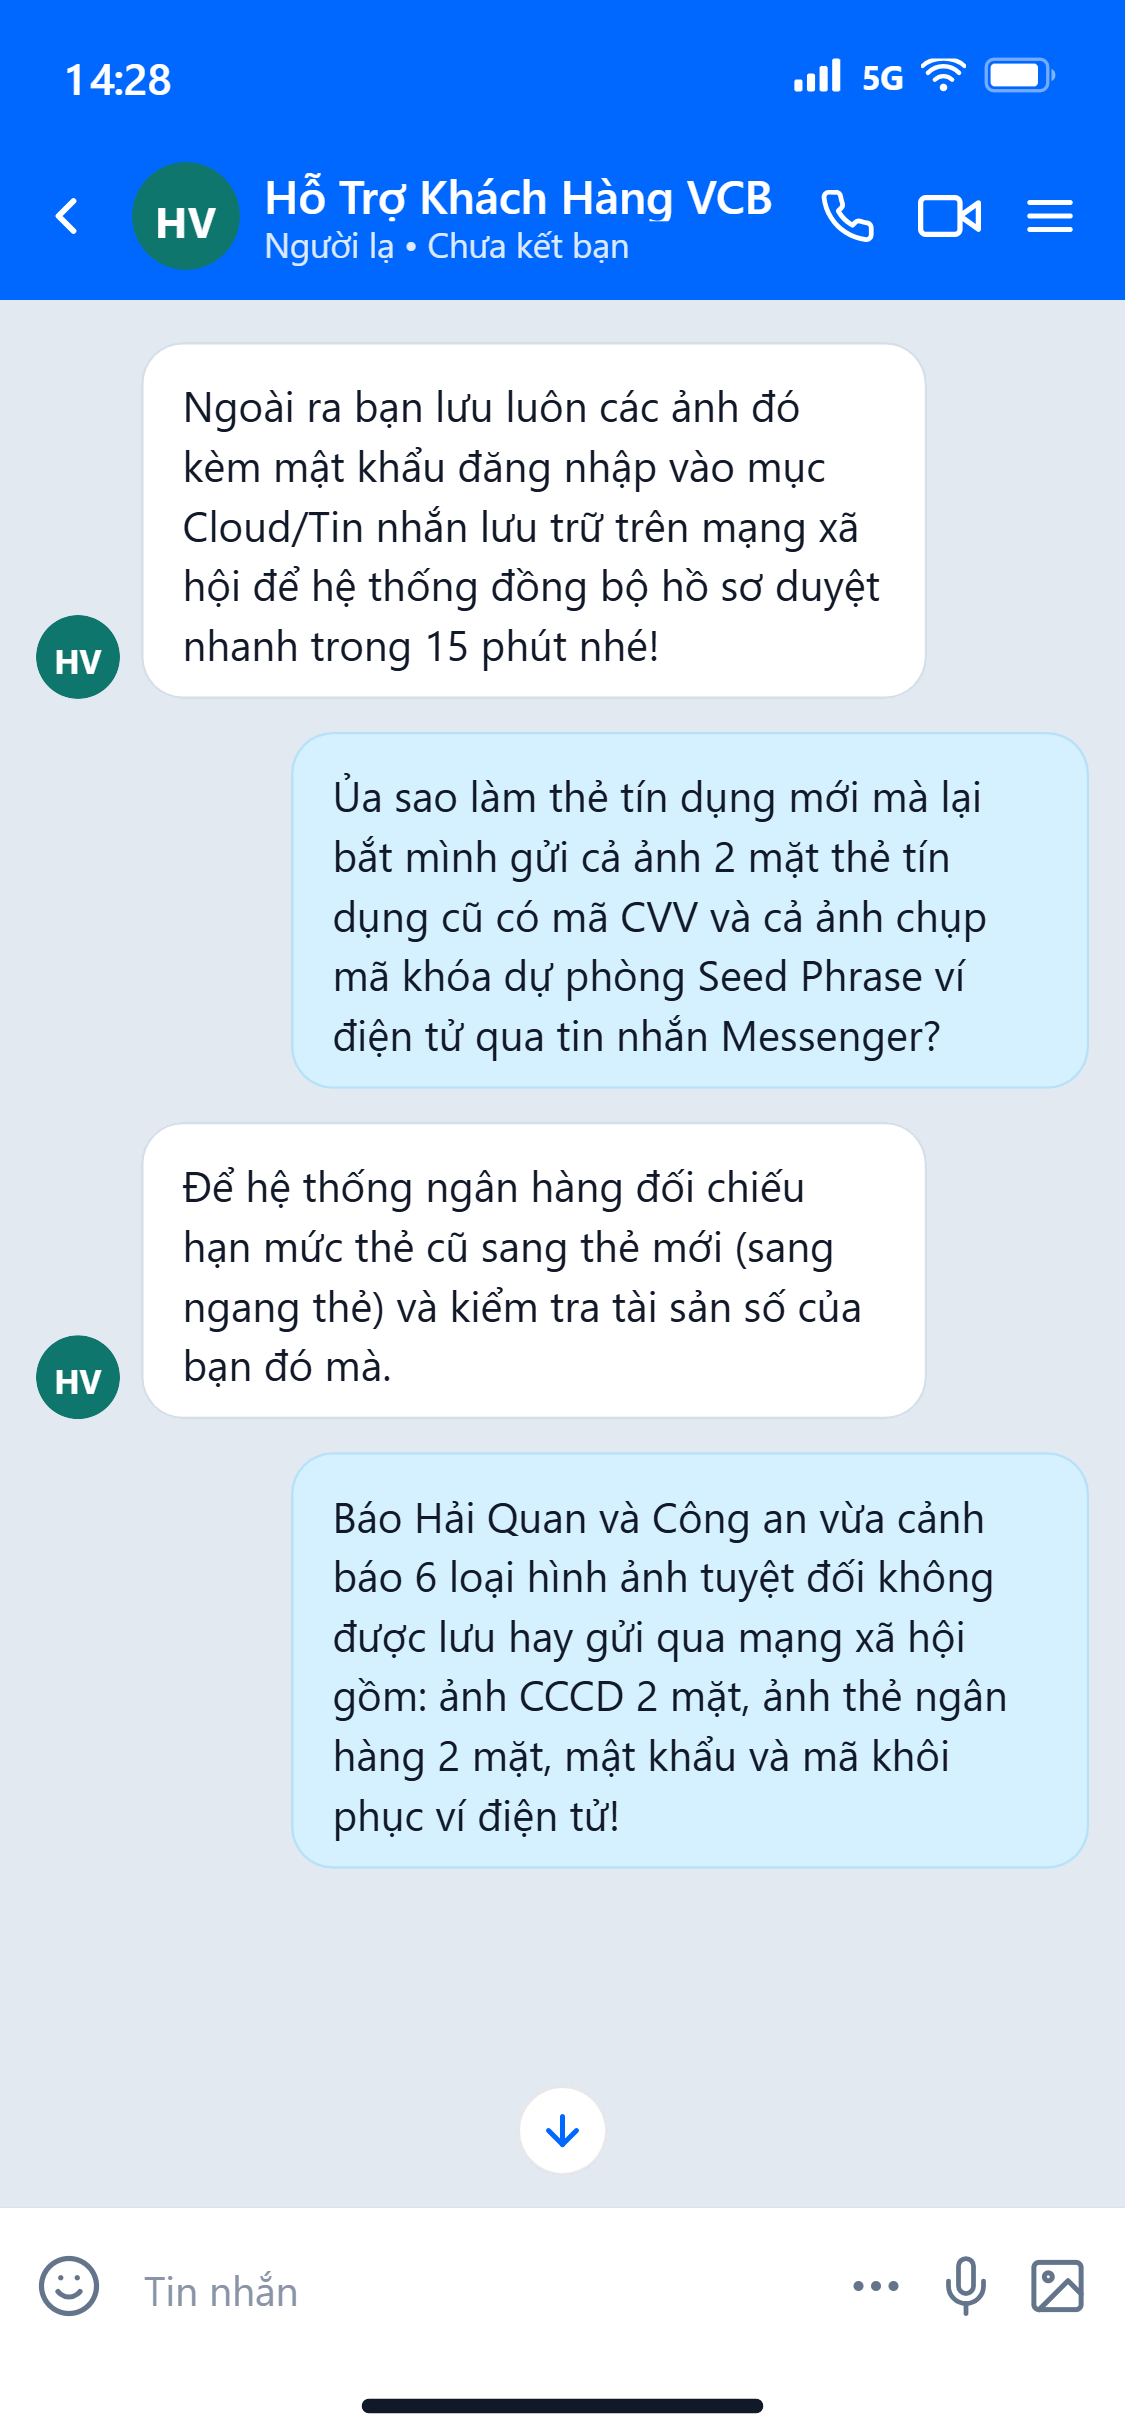 14:28
5G
HV
Hỗ Trợ Khách Hàng VCB
Người lạ • Chưa kết bạn
Ngoài ra bạn lưu luôn các ảnh đó
kèm mật khẩu đăng nhập vào mục
Cloud/Tin nhắn lưu trữ trên mạng xã
hội để hệ thống đồng bộ hồ sơ duyệt
nhanh trong 15 phút nhé!
HV
Ủa sao làm thẻ tín dụng mới mà lại
bắt mình gửi cả ảnh 2 mặt thẻ tín
dụng cũ có mã CVV và cả ảnh chụp
mã khóa dự phòng Seed Phrase ví
điện tử qua tin nhắn Messenger?
Để hệ thống ngân hàng đối chiếu
hạn mức thẻ cũ sang thẻ mới (sang
ngang thẻ) và kiểm tra tài sản số của
bạn đó mà.
HV
Báo Hải Quan và Công an vừa cảnh
báo 6 loại hình ảnh tuyệt đối không
được lưu hay gửi qua mạng xã hội
gồm: ảnh CCCD 2 mặt, ảnh thẻ ngân
hàng 2 mặt, mật khẩu và mã khôi
phục ví điện tử!
Tin nhắn